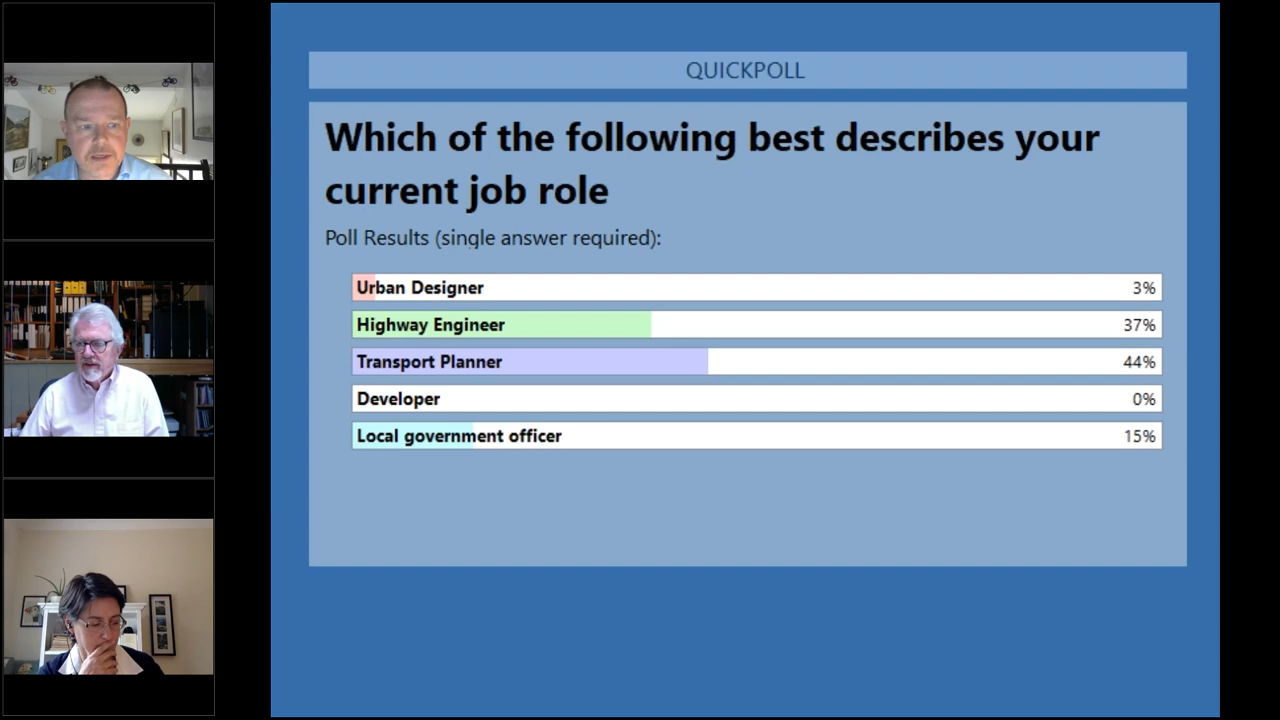 QUICKPOLL
Which of the following best describes your
current job role
Poll Results (single answer required):
Urban Designer 3%
Highway Engineer 37%
Transport Planner 44%
Developer 0%
Local government officer 15%